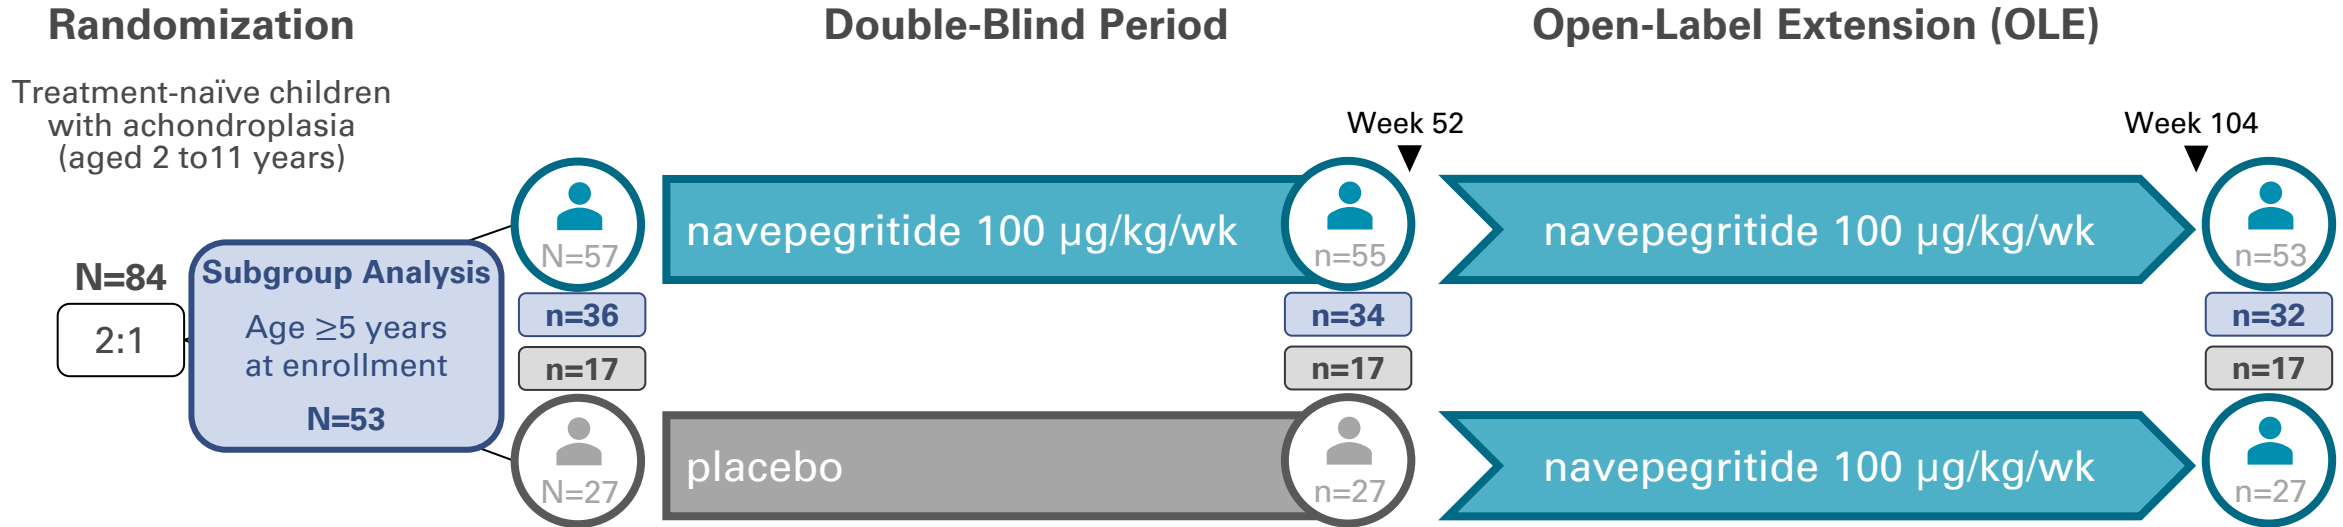 Randomization
Treatment-naïve children
with achondroplasia
(aged 2 to11 years)
N=84
2:1
Subgroup Analysis
Age ≥5 years
at enrollment
N=53
Double-Blind Period
Open-Label Extension (OLE)
Week 52
Week 104
N=57
navepegritide 100 µg/kg/wk
n=55
navepegritide 100 µg/kg/wk
n=53
n=36
n=34
n=32
n=17
n=17
n=17
N=27
placebo
n=27
navepegritide 100 µg/kg/wk
n=27